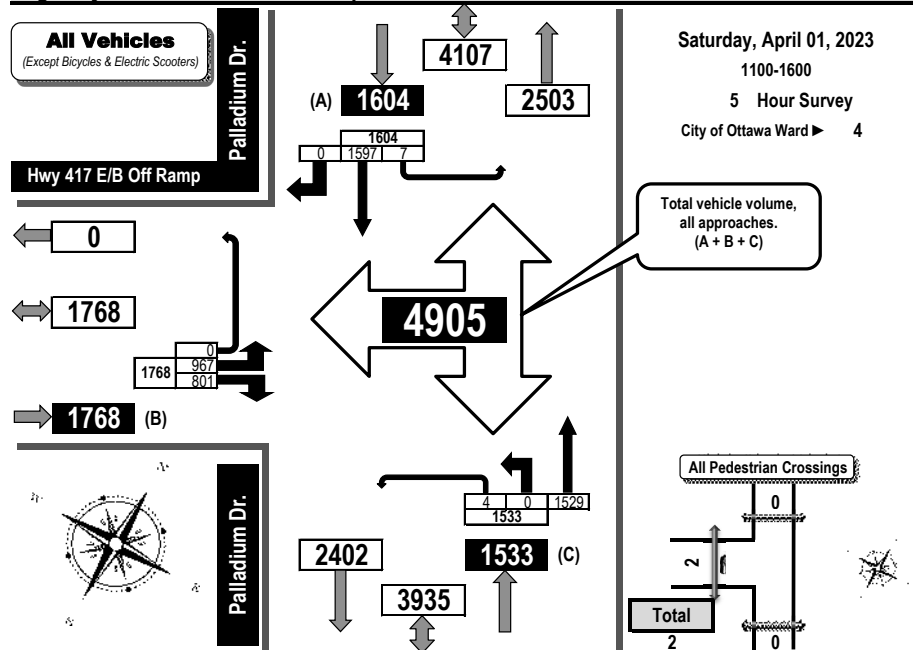 All Vehicles
(Except Bicycles & Electric Scooters)
Palladium Dr.
Hwy 417 E/B Off Ramp
4107
(A) 1604
2503
1604
0 1597 7
Saturday, April 01, 2023
1100-1600
5 Hour Survey
City of Ottawa Ward ► 4
Total vehicle volume,
all approaches.
(A + B + C)
0
1768
4905
0
1768 967
801
1768 (B)
Palladium Dr.
4 0 1529
1533
2402
1533 (C)
3935
All Pedestrian Crossings
0
2
Total
2
0